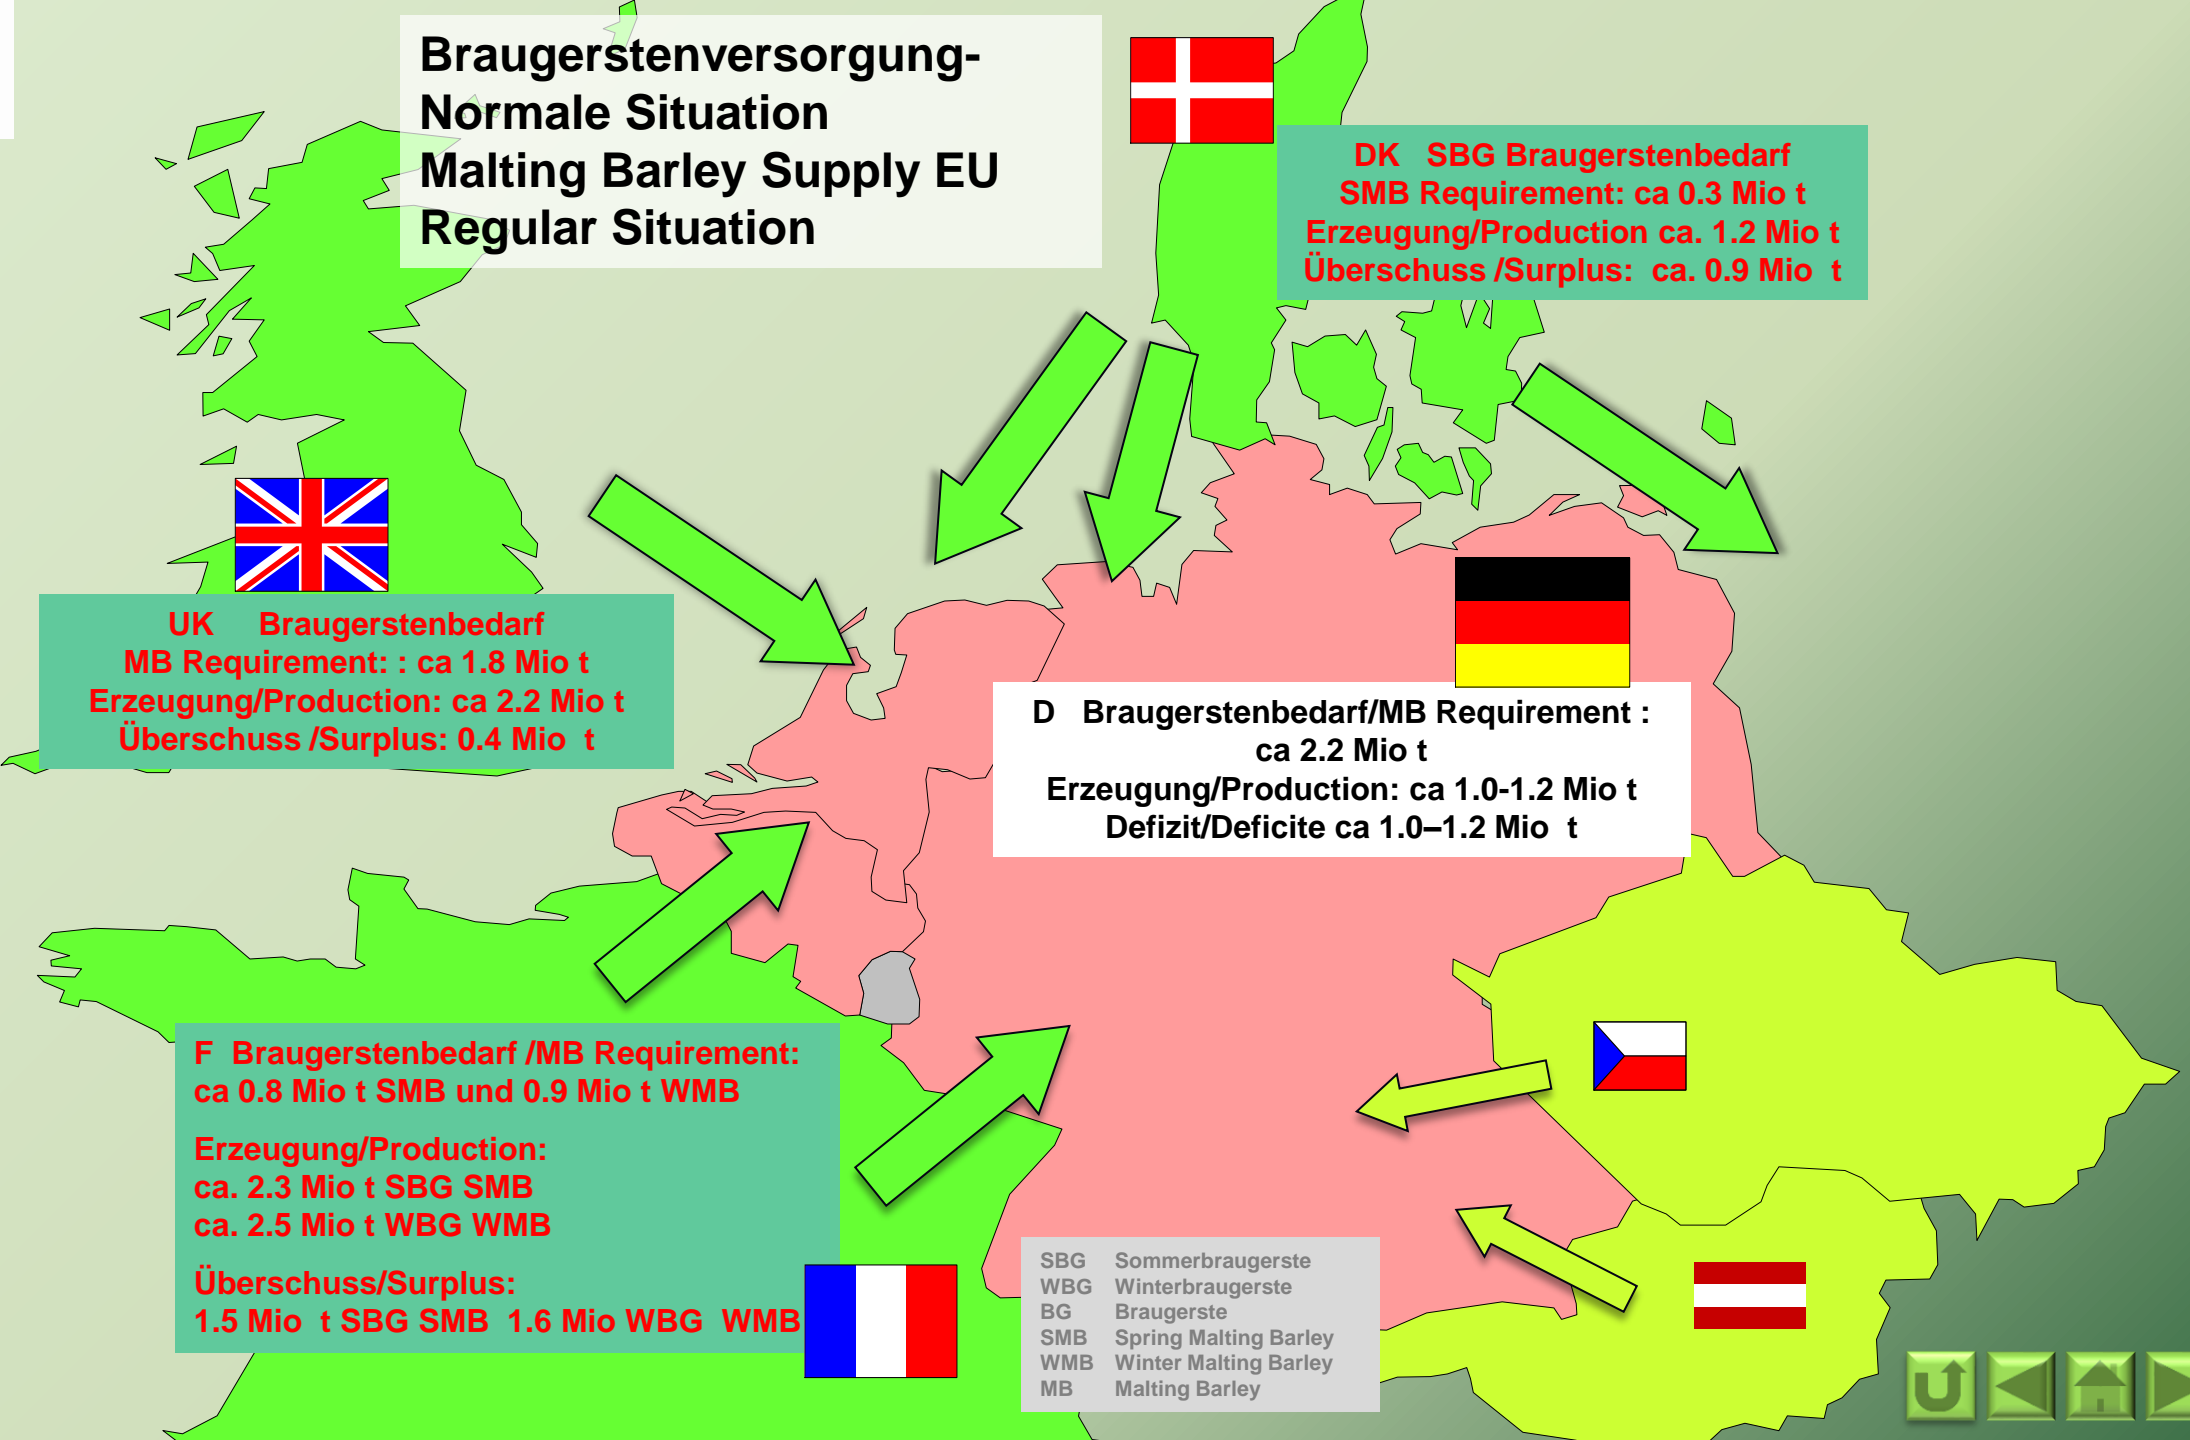 Braugerstenversorgung-
Normale Situation
Malting Barley Supply EU
Regular Situation
DK SBG Braugerstenbedarf
SMB Requirement: ca 0.3 Mio t
Erzeugung/Production ca. 1.2 Mio t
Überschuss /Surplus: ca. 0.9 Mio t
UK Braugerstenbedarf
MB Requirement: : ca 1.8 Mio t
Erzeugung/Production: ca 2.2 Mio t
Überschuss /Surplus: 0.4 Mio t
D Braugerstenbedarf/MB Requirement :
ca 2.2 Mio t
Erzeugung/Production: ca 1.0-1.2 Mio t
Defizit/Deficite ca 1.0–1.2 Mio t
F Braugerstenbedarf /MB Requirement:
ca 0.8 Mio t SMB und 0.9 Mio t WMB
Erzeugung/Production:
ca. 2.3 Mio t SBG SMB
ca. 2.5 Mio t WBG WMB
Überschuss/Surplus:
1.5 Mio t SBG SMB 1.6 Mio WBG WMB
SBG Sommerbraugerste
WBG Winterbraugerste
BG Braugerste
SMB Spring Malting Barley
WMB Winter Malting Barley
MB Malting Barley